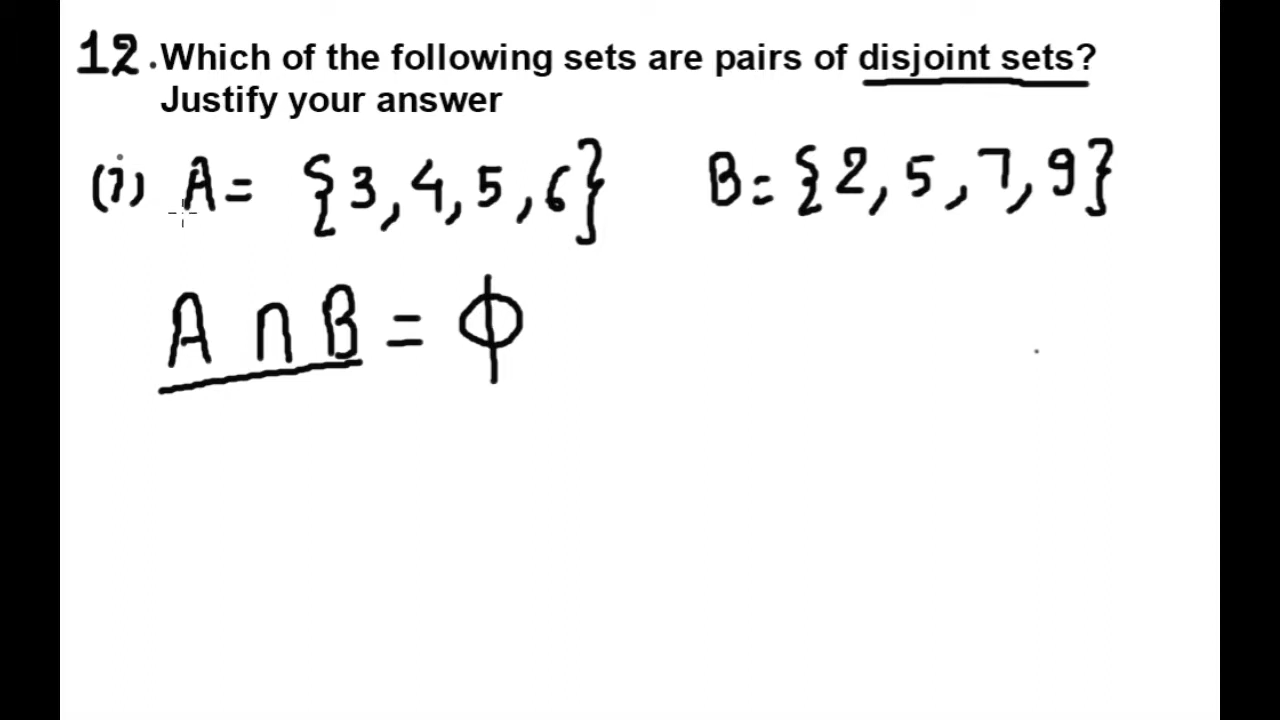 12. Which of the following sets are pairs of disjoint sets?
Justify your answer
(i) A = {3, 4, 5, 6} B = {2, 5, 7, 9}
A ∩ B = ϕ